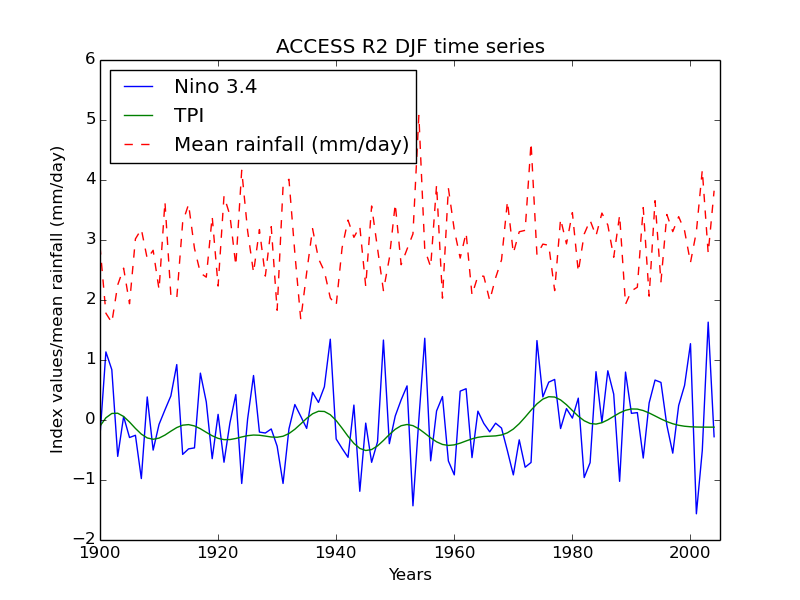 ACCESS R2 DJF time series
Nino 3.4
TPI
Mean rainfall (mm/day)
Index values/mean rainfall (mm/day)
6
5
4
3
2
1
0
−1
−2
1900 1920 1940 1960 1980 2000
Years